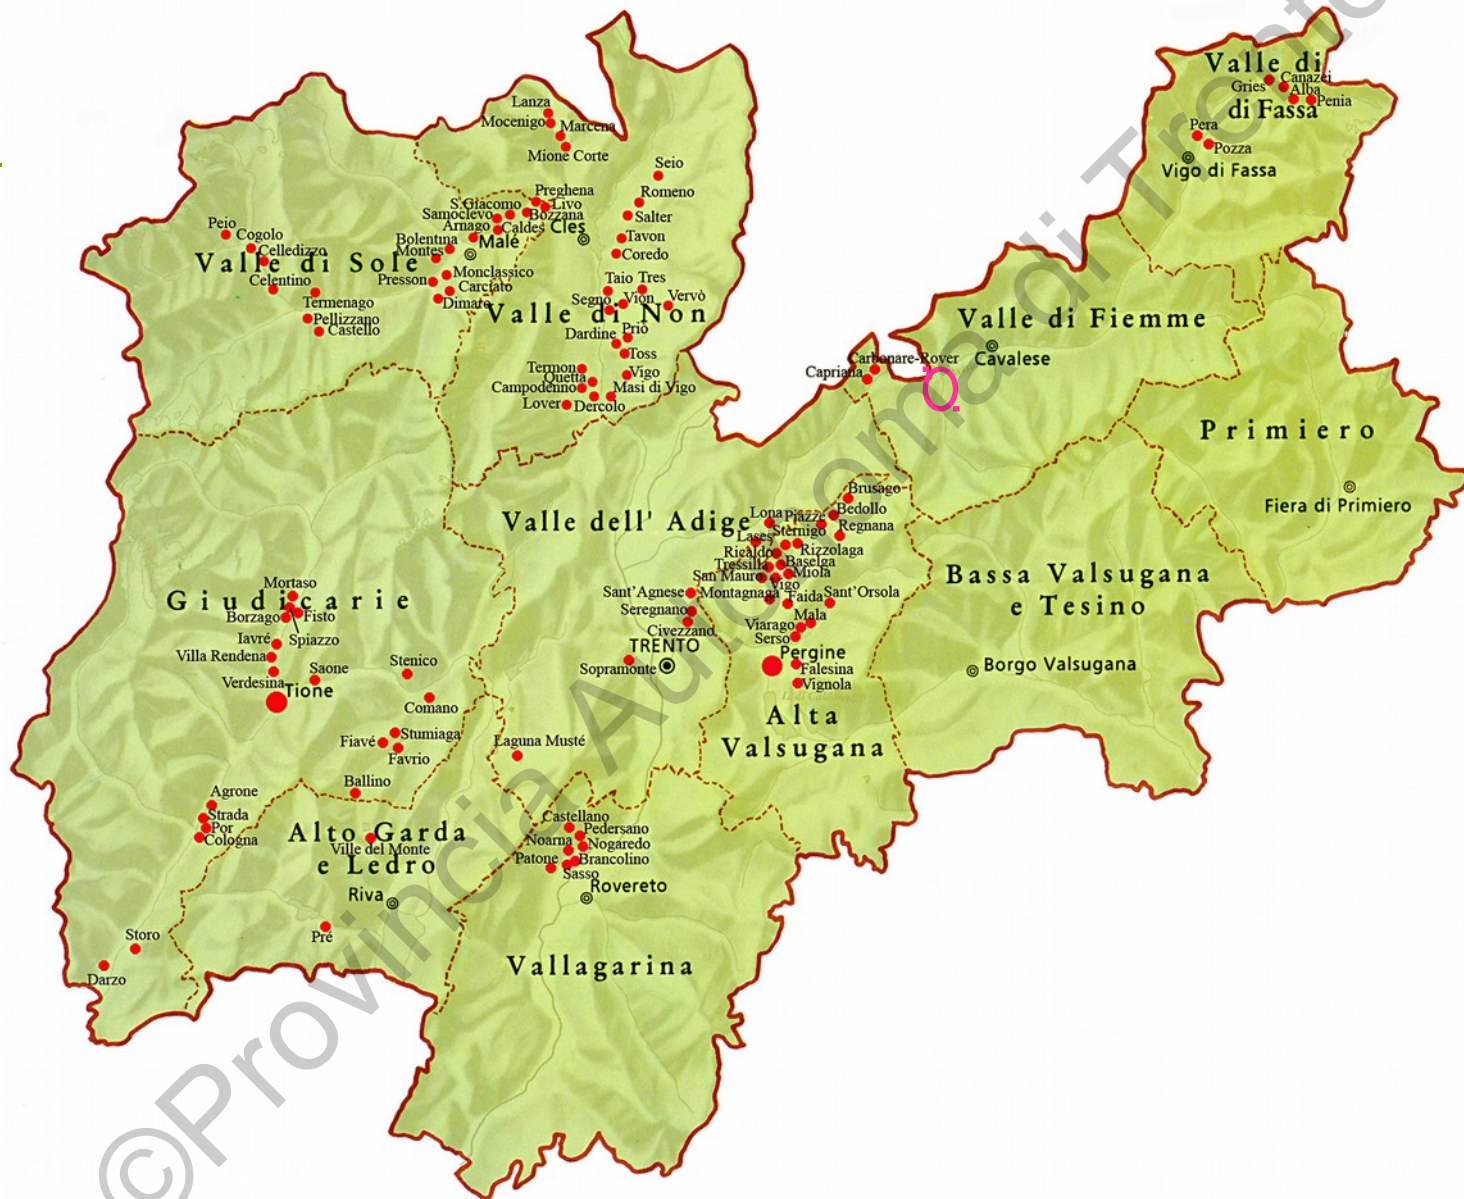 Valle di
di Fassa
Gries
Canazei
Alba
Penia
Pera
Pozza
Vigo di Fassa
Lanza
Mocenigo
Marcena
Mione Corte
Seio
Romeno
Salter
Tavon
Coredo
Preghena
Livo
S.Giacomo
Bozzana
Samoclevo
Caldes
Arnago
Cles
Malé
Bolentina
Montes
Peio
Cogolo
Celledizzo
Valle di Sole
Celentino
Termenago
Pellizzano
Castello
Presson
Monclassico
Carciato
Dimaro
Taio
Tres
Segno
Vion
Vervò
Valle di Non
Dardine
Priò
Toss
Termon
Quetta
Vigo
Campodenno
Masi di Vigo
Lover
Dercolo
Valle di Fiemme
Carbonare-Rover
Cavalese
Capriana
Primiero
Fiera di Primiero
Brusago
Bedollo
Regnana
Valle dell' Adige
Lona
Piazze
Lases
Sternigo
Rizzolaga
Ricaldo
Baselga
Tressilla
Miola
San Mauro
Vigo
Montagnaga
Faida
Sant'Orsola
Sant'Agnese
Seregnano
Mala
Viarago
Civezzano
Serso
TRENTO
Pergine
Sopramonte
Falesina
Vignola
Alta
Valsugana
Bassa Valsugana
e Tesino
Borgo Valsugana
Mortaso
Giudicarie
Borzago
Fisto
Spiazzo
Iavré
Villa Rendena
Verdesina
Saone
Tione
Stenico
Comano
Stumiaga
Fiavé
Favrio
Laguna Musté
Ballino
Agrone
Strada
Por
Cologna
Alto Garda
Ville del Monte
e Ledro
Riva
Castellano
Pedersano
Noarna
Nogaredo
Patone
Brancolino
Sasso
Rovereto
Storo
Darzo
Pré
Vallagarina
©Provincia Autonoma di Trento